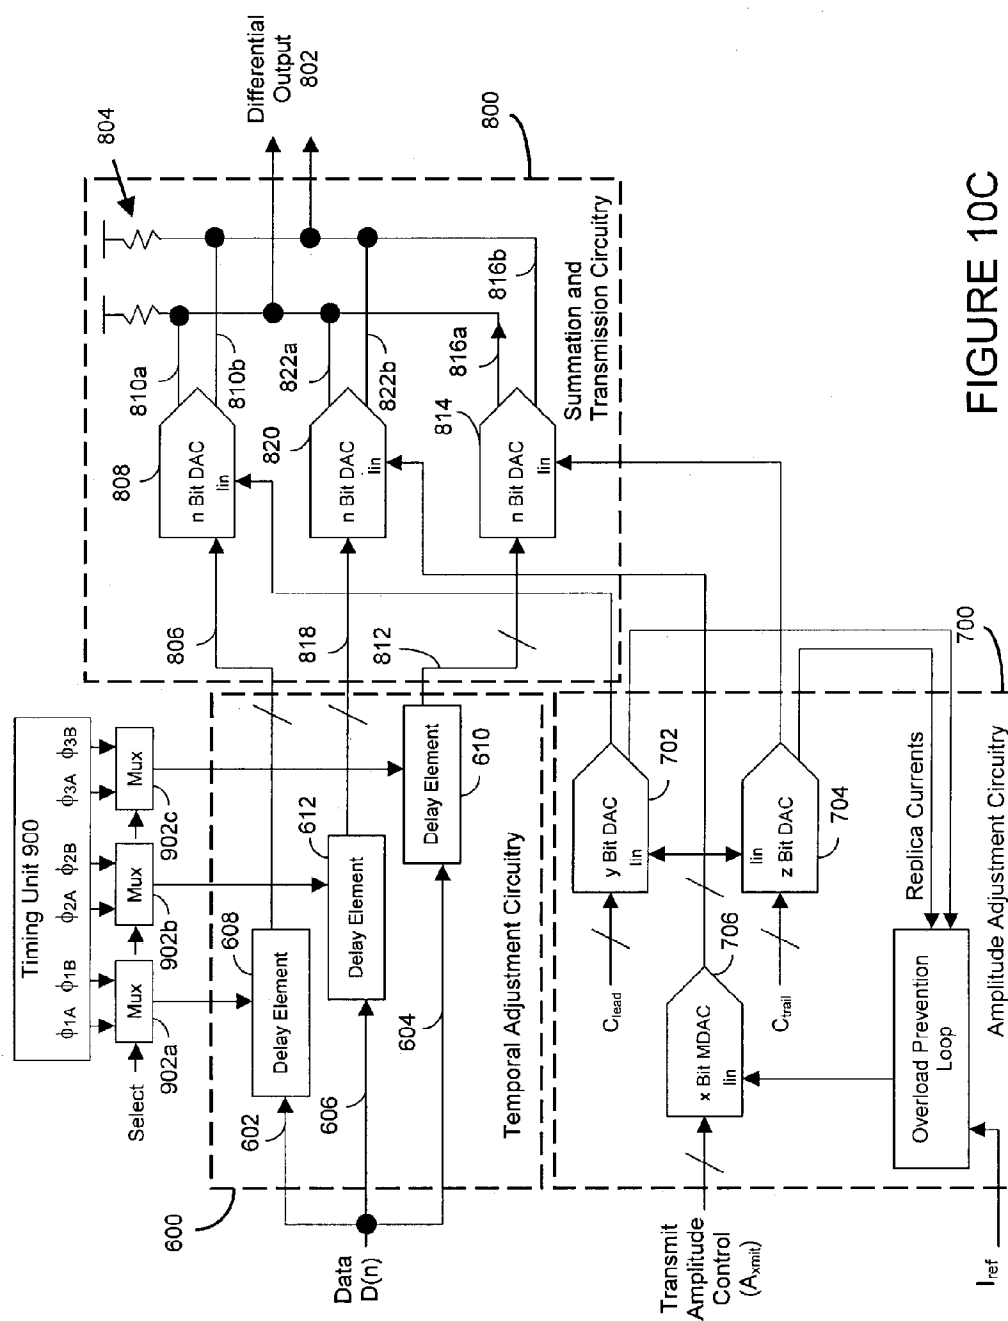 Timing Unit 900
ϕ1A
ϕ1B
ϕ2A
ϕ2B
ϕ3A
ϕ3B
Select
Mux
902a
Mux
902b
Mux
902c
600
Data
D(n)
602
606
604
608
Delay Element
612
Delay Element
610
Delay Element
Temporal Adjustment Circuitry
806
818
812
808
n Bit DAC
Iin
810a
810b
820
n Bit DAC
Iin
822a
822b
814
n Bit DAC
Iin
816a
816b
804
Differential
Output
802
800
Summation and
Transmission Circuitry
Transmit
Amplitude
Control
(Axmit)
x Bit MDAC
Iin
706
Clead
y Bit DAC
Iin
702
Ctrail
Iin
z Bit DAC
704
Replica Currents
Overload Prevention
Loop
Iref
Amplitude Adjustment Circuitry
700
FIGURE 10C